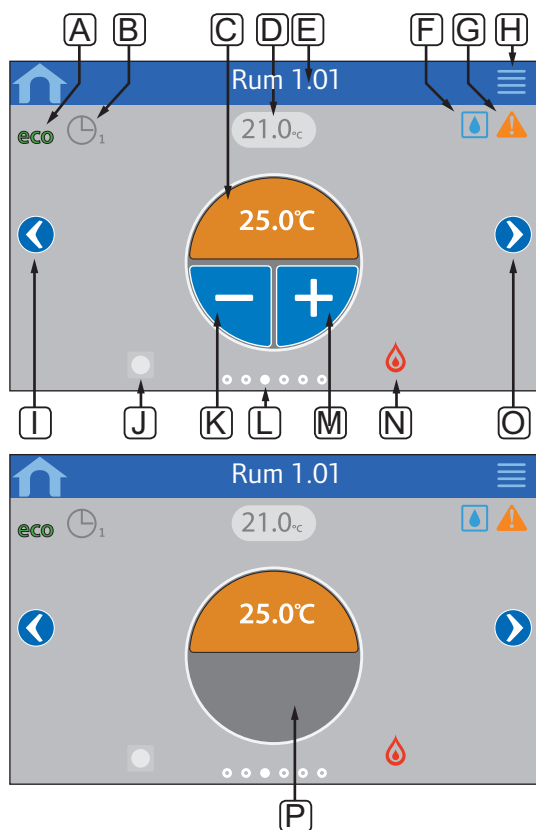 A B C D E F G H
Rum 1.01
eco 1 21.0°C
25.0°C
− +
I J K L M N O
Rum 1.01
eco 1 21.0°C
25.0°C
P